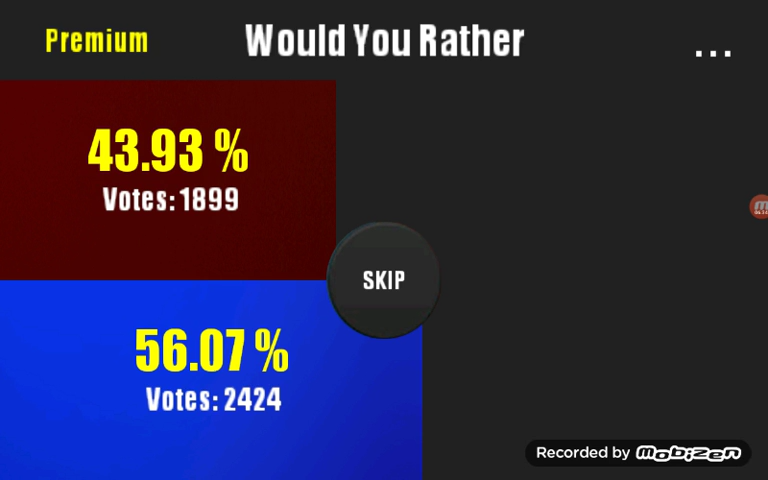 Premium
Would You Rather
...
43.93 %
Votes: 1899
SKIP
56.07 %
Votes: 2424
Recorded by mobizen